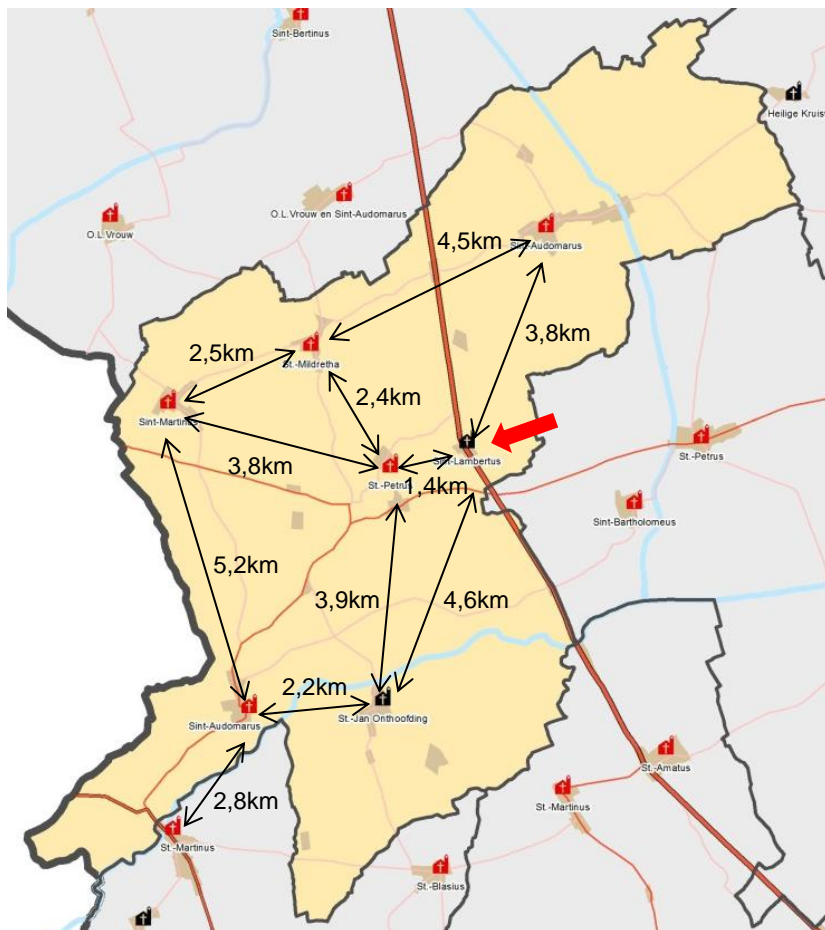 Sint-Bertinus
Heilige Kruis
O.L.Vrouw en Sint-Audomarus
O.L.Vrouw
Sint-Audomarus
4,5km
3,8km
2,5km
St.-Mildretha
2,4km
Sint-Martinus
St.-Petrus
Sint-Lambertus
3,8km
St.-Petrus
1,4km
Sint-Bartholomeus
5,2km
3,9km
4,6km
2,2km
Sint-Audomarus
St.-Jan Onthoofding
St.-Amatus
2,8km
St.-Martinus
St.-Martinus
St.-Blasius